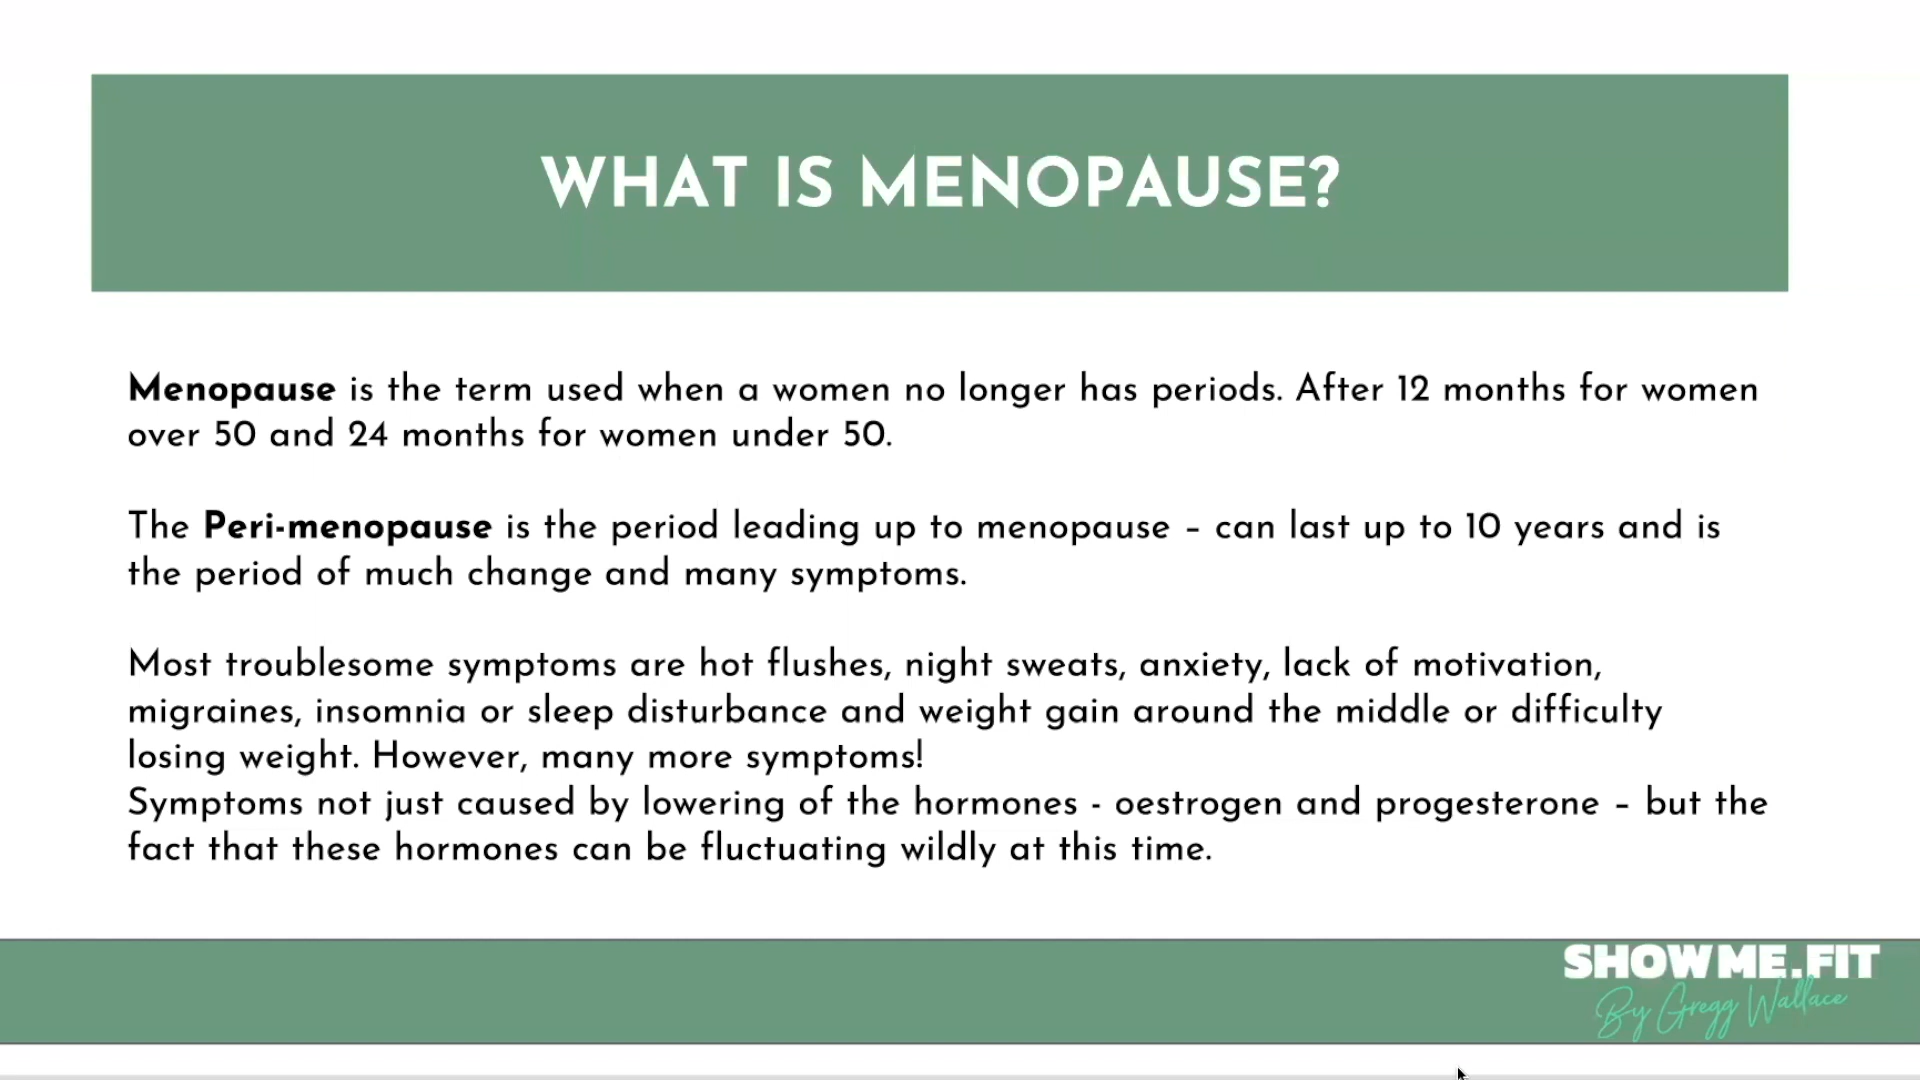 WHAT IS MENOPAUSE?
Menopause is the term used when a women no longer has periods. After 12 months for women
over 50 and 24 months for women under 50.
The Peri-menopause is the period leading up to menopause – can last up to 10 years and is
the period of much change and many symptoms.
Most troublesome symptoms are hot flushes, night sweats, anxiety, lack of motivation,
migraines, insomnia or sleep disturbance and weight gain around the middle or difficulty
losing weight. However, many more symptoms!
Symptoms not just caused by lowering of the hormones - oestrogen and progesterone – but the
fact that these hormones can be fluctuating wildly at this time.
SHOWME.FIT
By Gregg Wallace